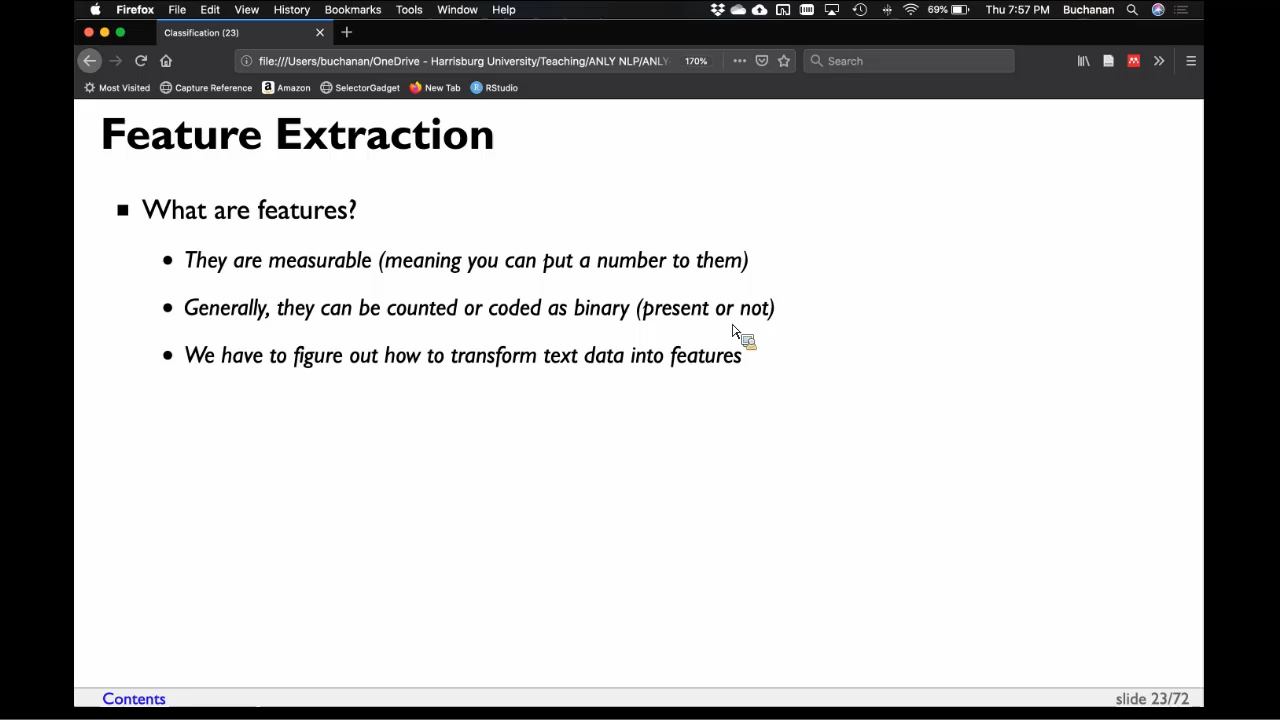 Firefox File Edit View History Bookmarks Tools Window Help 69% Thu 7:57 PM Buchanan
Classification (23)
file:///Users/buchanan/OneDrive - Harrisburg University/Teaching/ANLY NLP/ANLY- 170% Search
Most Visited Capture Reference Amazon SelectorGadget New Tab RStudio
Feature Extraction
What are features?
They are measurable (meaning you can put a number to them)
Generally, they can be counted or coded as binary (present or not)
We have to figure out how to transform text data into features
Contents slide 23/72